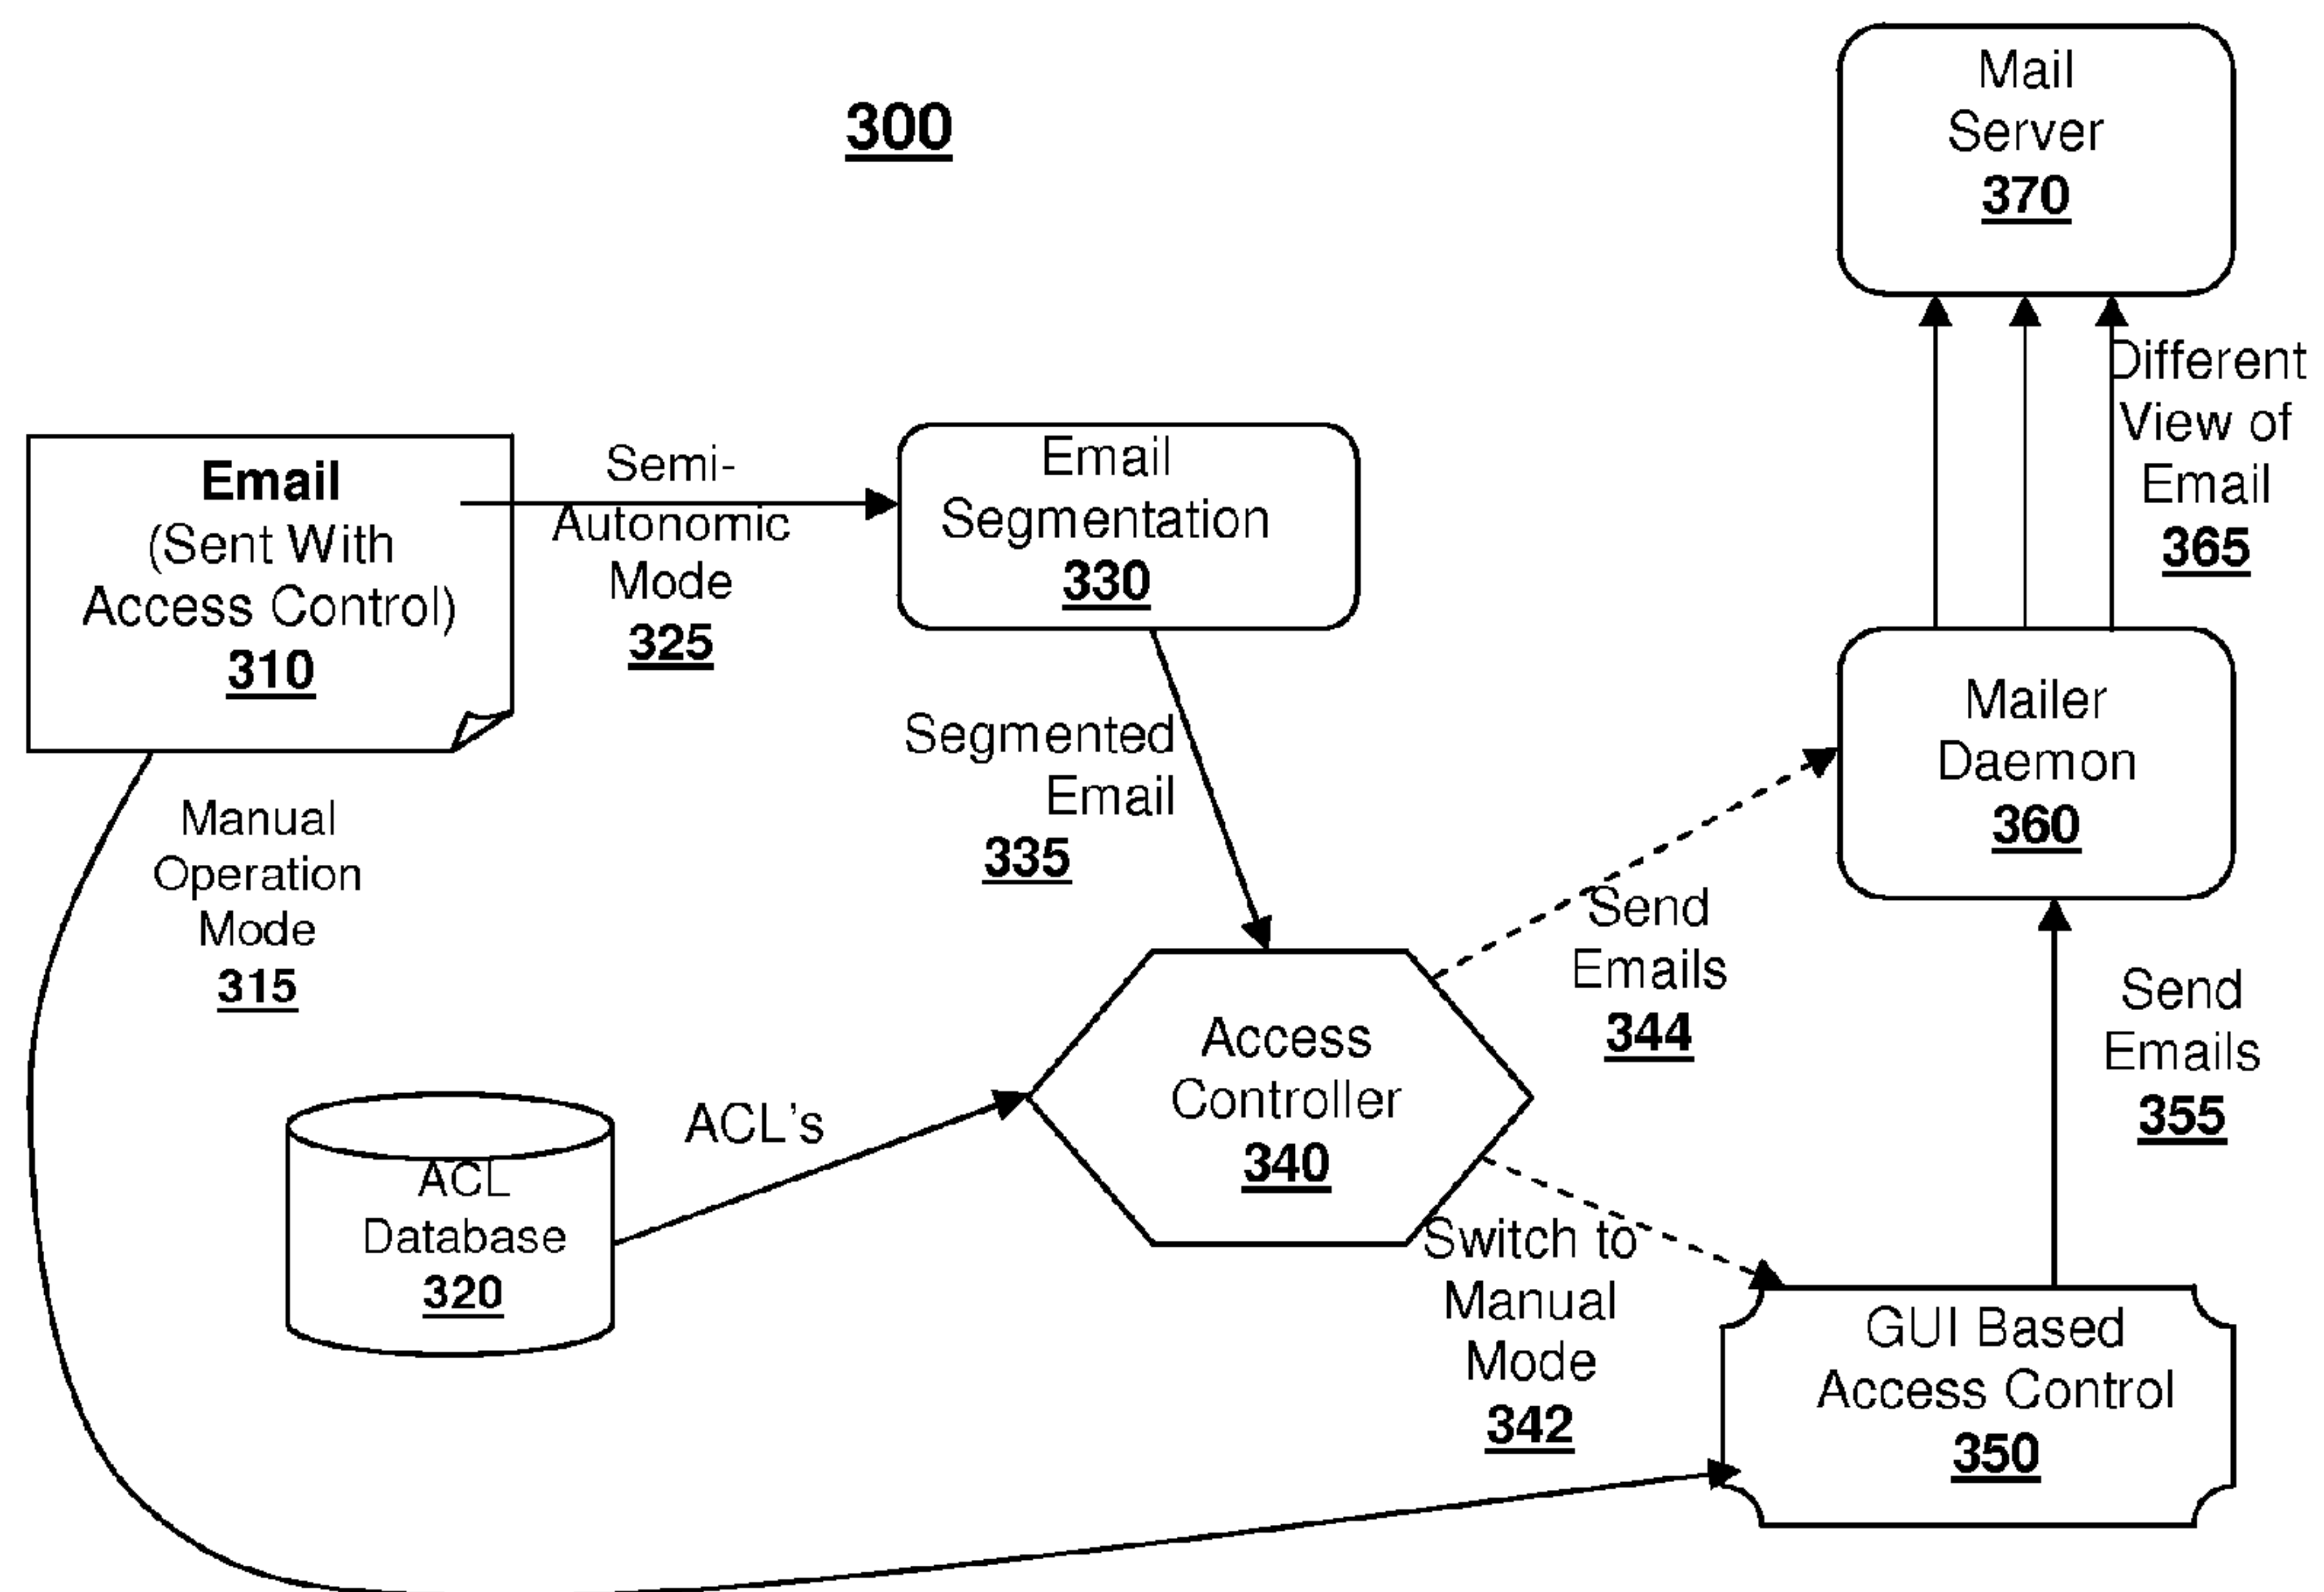 300
Mail
Server
370
Different
View of
Email
365
Email
(Sent With
Access Control)
310
Semi-
Autonomic
Mode
325
Email
Segmentation
330
Segmented
Email
335
Mailer
Daemon
360
Manual
Operation
Mode
315
Send
Emails
344
Send
Emails
355
Access
Controller
340
ACL's
ACL
Database
320
Switch to
Manual
Mode
342
GUI Based
Access Control
350